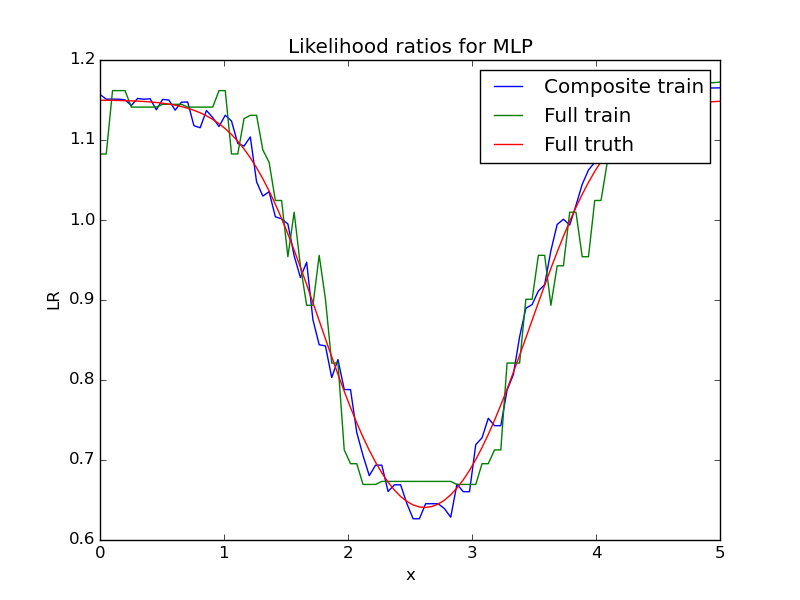 Likelihood ratios for MLP
1.2
1.1
1.0
0.9
0.8
0.7
0.6
LR
Composite train
Full train
Full truth
0 1 2 3 4 5
x